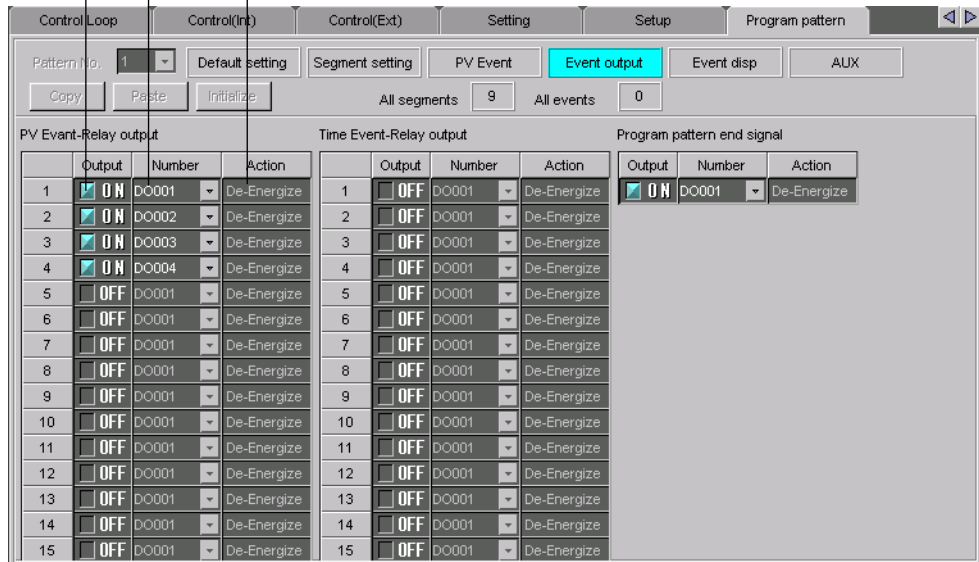 Control Loop Control(Int) Control(Ext) Setting Setup Program pattern
Pattern No. 1 Default setting Segment setting PV Event Event output Event disp AUX
Copy Paste Initialize All segments 9 All events 0
PV Evant-Relay output Time Event-Relay output Program pattern end signal
Output Number Action Output Number Action Output Number Action
1 ON DO001 De-Energize 1 OFF DO001 De-Energize ON DO001 De-Energize
2 ON DO002 De-Energize 2 OFF DO001 De-Energize
3 ON DO003 De-Energize 3 OFF DO001 De-Energize
4 ON DO004 De-Energize 4 OFF DO001 De-Energize
5 OFF DO001 De-Energize 5 OFF DO001 De-Energize
6 OFF DO001 De-Energize 6 OFF DO001 De-Energize
7 OFF DO001 De-Energize 7 OFF DO001 De-Energize
8 OFF DO001 De-Energize 8 OFF DO001 De-Energize
9 OFF DO001 De-Energize 9 OFF DO001 De-Energize
10 OFF DO001 De-Energize 10 OFF DO001 De-Energize
11 OFF DO001 De-Energize 11 OFF DO001 De-Energize
12 OFF DO001 De-Energize 12 OFF DO001 De-Energize
13 OFF DO001 De-Energize 13 OFF DO001 De-Energize
14 OFF DO001 De-Energize 14 OFF DO001 De-Energize
15 OFF DO001 De-Energize 15 OFF DO001 De-Energize